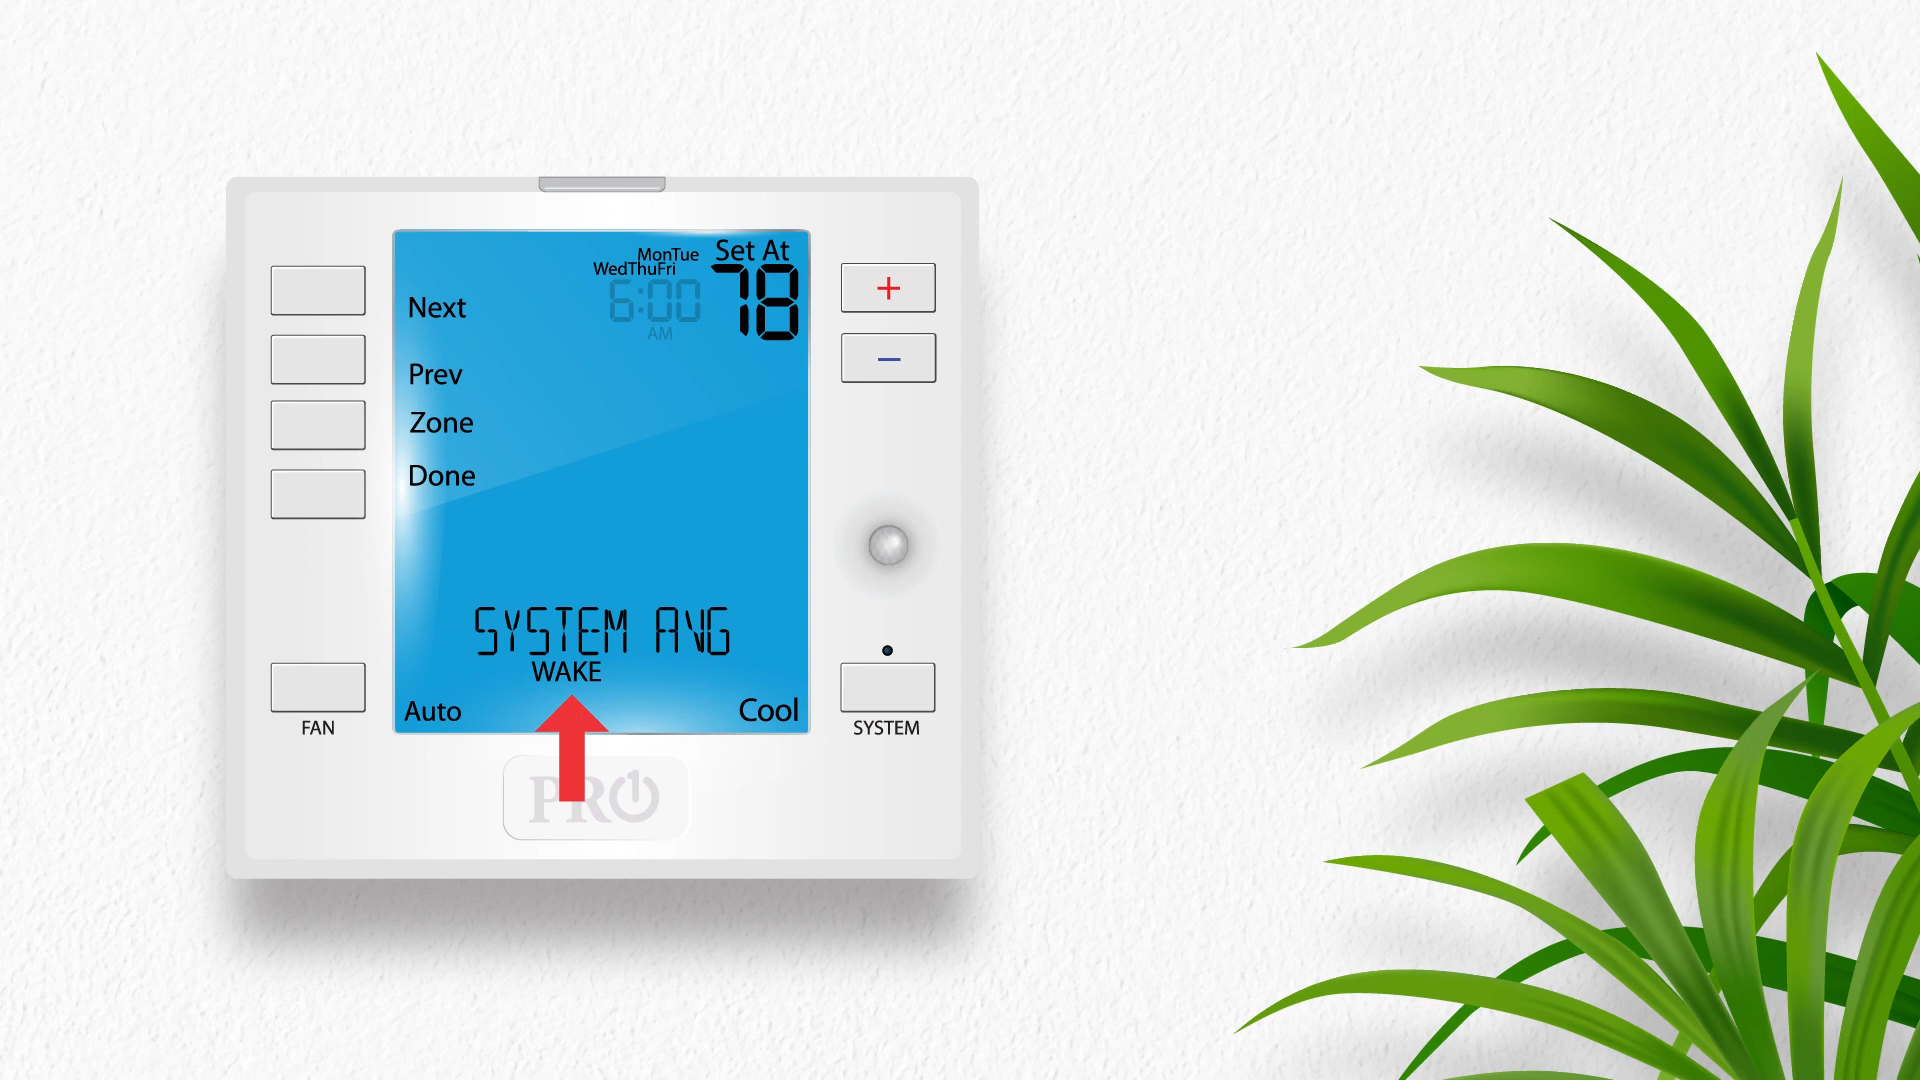 MonTue
Set At
WedThuFri
78
Next
6:00
AM
Prev
Zone
Done
SYSTEM AVG
WAKE
Auto
Cool
FAN
SYSTEM
PRO1
+
−